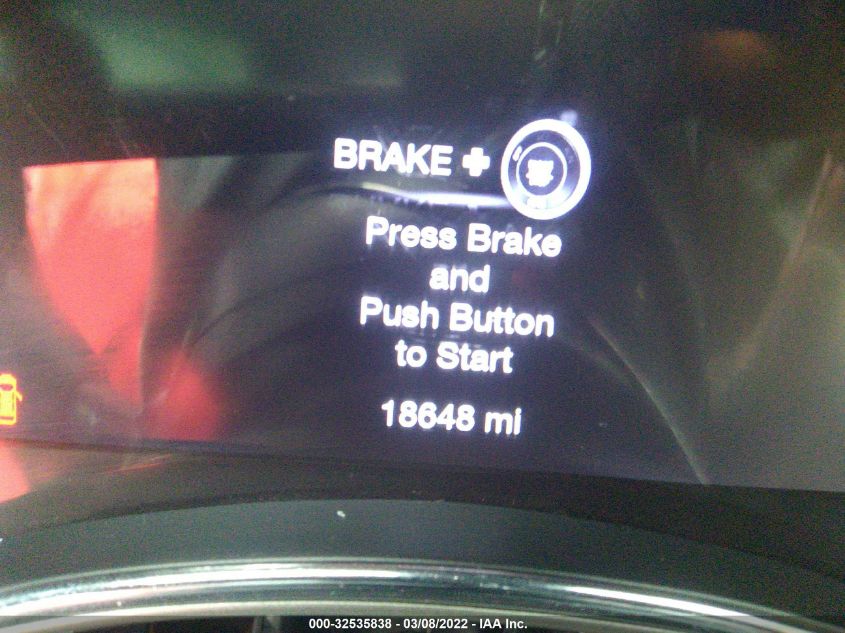 BRAKE +
Press Brake
and
Push Button
to Start
18648 mi
000-32535838 - 03/08/2022 - IAA Inc.